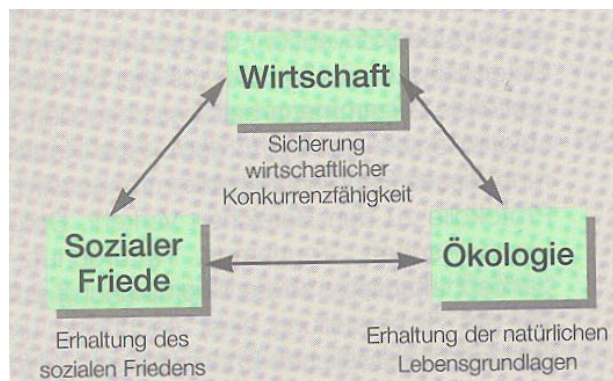 Wirtschaft
Sicherung
wirtschaftlicher
Konkurrenzfähigkeit
Sozialer
Friede
Ökologie
Erhaltung des
sozialen Friedens
Erhaltung der natürlichen
Lebensgrundlagen